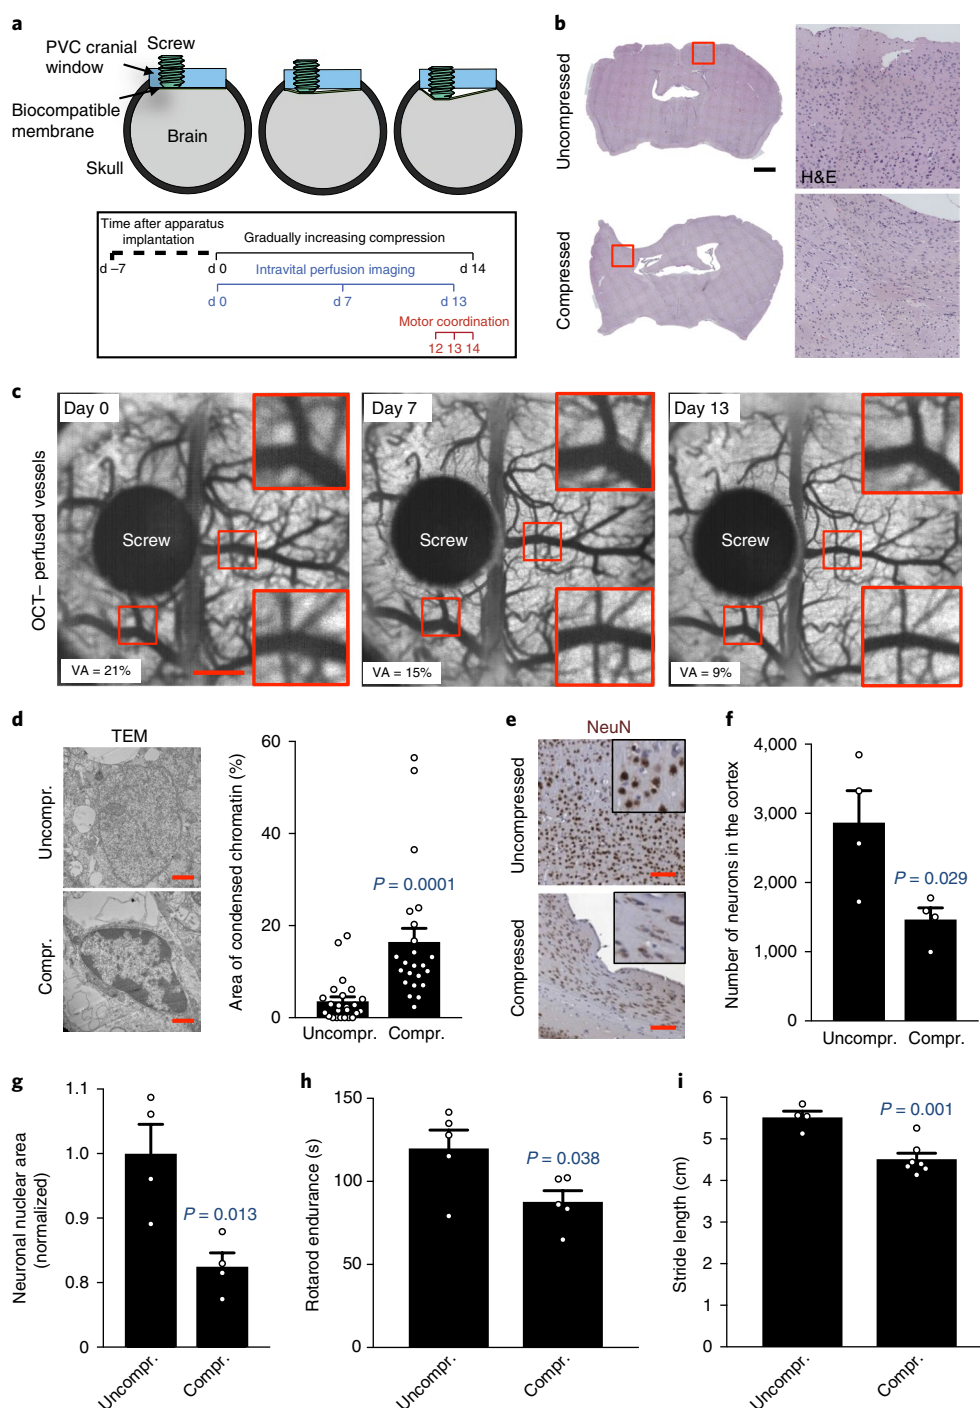 a
PVC cranial
window
Screw
Biocompatible
membrane
Brain
Skull
Time after apparatus
implantation
Gradually increasing compression
d –7
d 0
d 14
Intravital perfusion imaging
d 0
d 7
d 13
Motor coordination
12 13 14
b
Uncompressed
H&E
Compressed
c
OCT– perfused vessels
Day 0
Screw
VA = 21%
Day 7
Screw
VA = 15%
Day 13
Screw
VA = 9%
d
TEM
Uncompr.
Compr.
Area of condensed chromatin (%)
60
40
20
0
P = 0.0001
Uncompr.
Compr.
e
NeuN
Uncompressed
Compressed
f
Number of neurons in the cortex
4,000
3,000
2,000
1,000
0
P = 0.029
Uncompr.
Compr.
g
Neuronal nuclear area
(normalized)
1.1
1.0
0.9
0.8
0
P = 0.013
Uncompr.
Compr.
h
Rotarod endurance (s)
150
100
50
0
P = 0.038
Uncompr.
Compr.
i
Stride length (cm)
6
5
4
3
2
1
0
P = 0.001
Uncompr.
Compr.